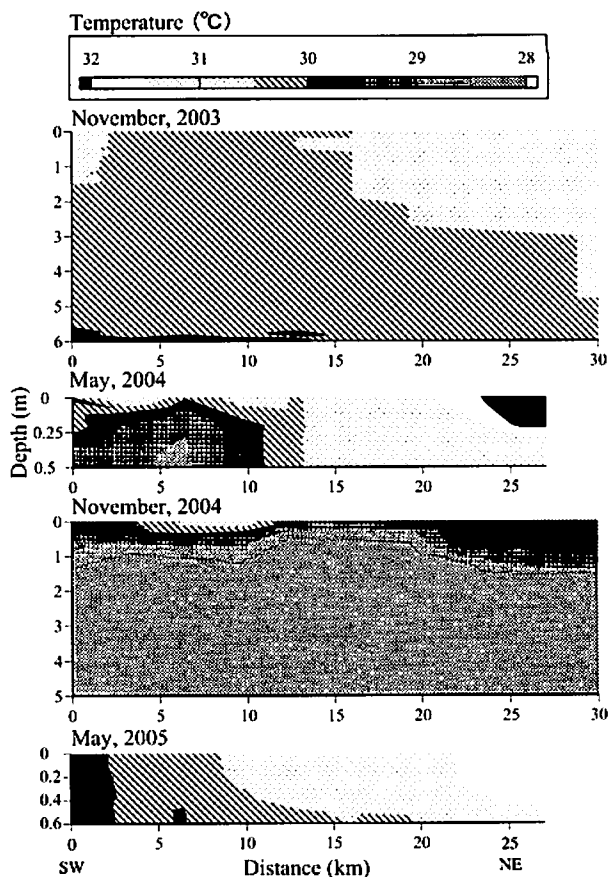 Temperature (℃)
32 31 30 29 28
November, 2003
0
1
2
3
4
5
6
0 5 10 15 20 25 30
May, 2004
0
0.25
0.5
0 5 10 15 20 25
Depth (m)
November, 2004
0
1
2
3
4
5
0 5 10 15 20 25 30
May, 2005
0
0.2
0.4
0.6
0 5 10 15 20 25
SW Distance (km) NE